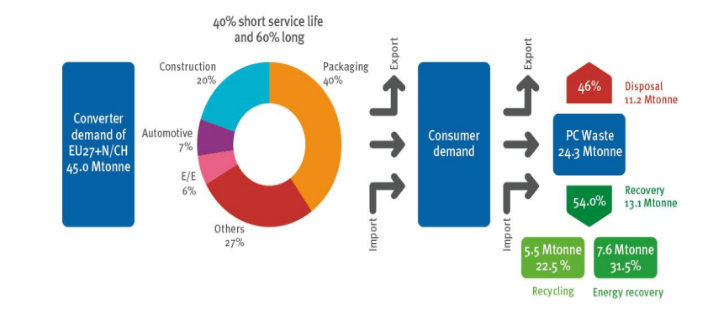 40% short service life
and 60% long
Converter
demand of
EU27+N/CH
45.0 Mtonne
Construction
20%
Packaging
40%
Automotive
7%
E/E
6%
Others
27%
Export
Import
Consumer
demand
Export
Import
46%
Disposal
11.2 Mtonne
PC Waste
24.3 Mtonne
54.0%
Recovery
13.1 Mtonne
5.5 Mtonne
22.5 %
7.6 Mtonne
31.5%
Recycling
Energy recovery